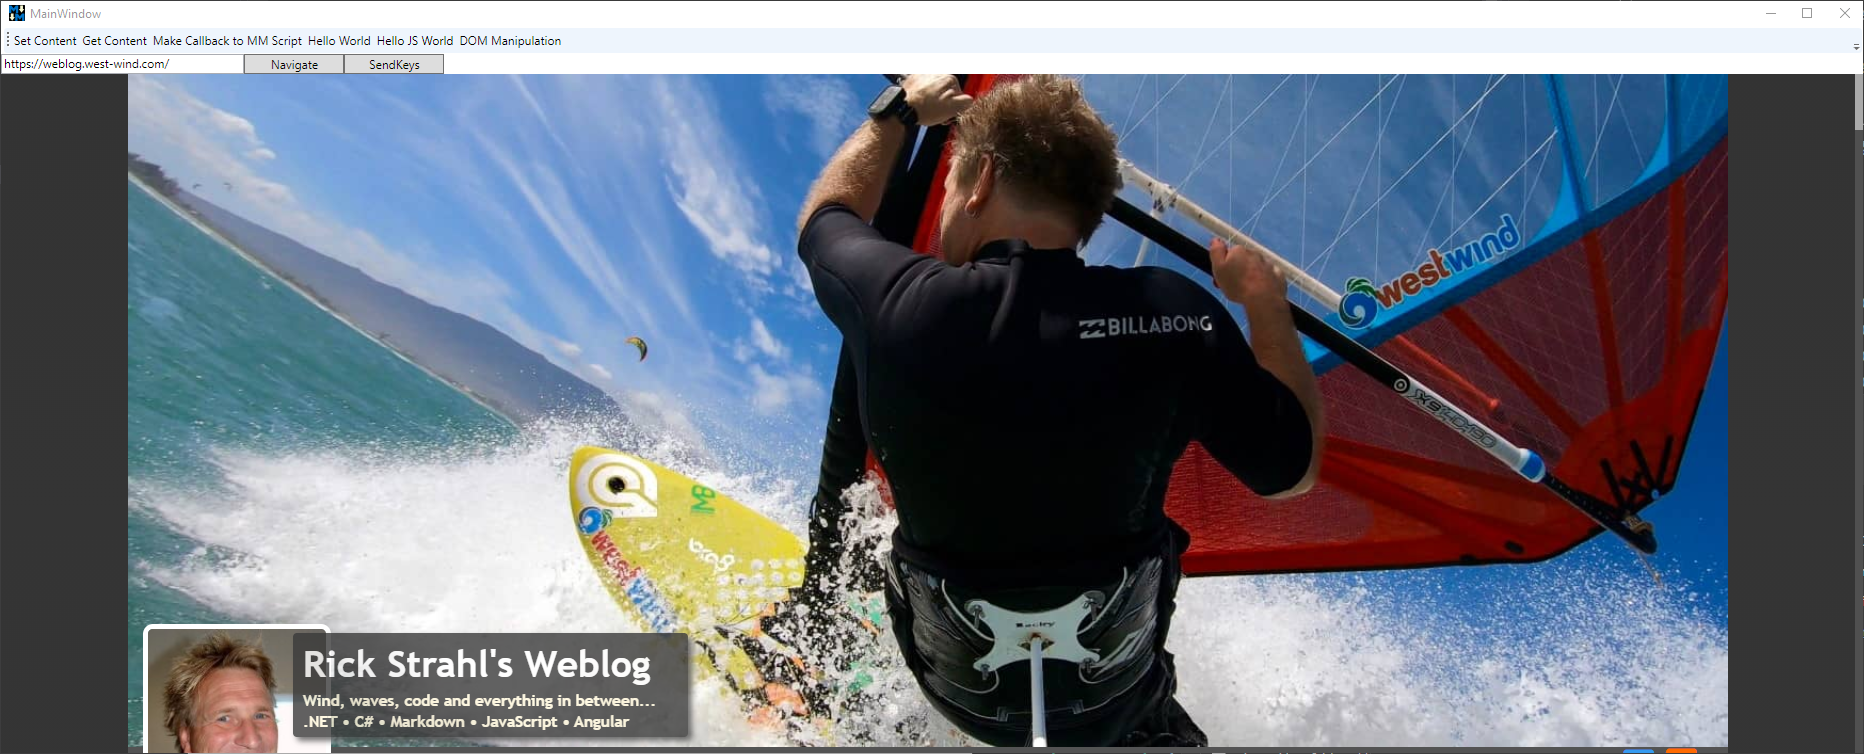 MainWindow
Set Content Get Content Make Callback to MM Script Hello World Hello JS World DOM Manipulation
https://weblog.west-wind.com/ Navigate SendKeys
westwind
BILLABONG
MB
westwind
Rick Strahl's Weblog
Wind, waves, code and everything in between...
.NET • C# • Markdown • JavaScript • Angular